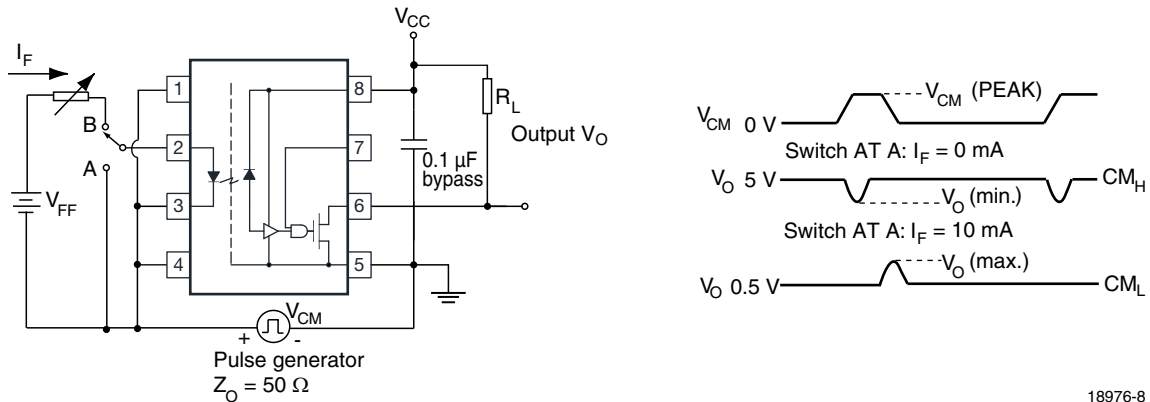 V_CC
I_F
1
8
R_L
B
Output V_O
2
7
A
0.1 µF
bypass
V_FF
3
6
4
5
V_CM
+ -
Pulse generator
Z_O = 50 Ω
V_CM (PEAK)
V_CM 0 V
Switch AT A: I_F = 0 mA
V_O 5 V
CM_H
V_O (min.)
Switch AT A: I_F = 10 mA
V_O (max.)
V_O 0.5 V
CM_L
18976-8